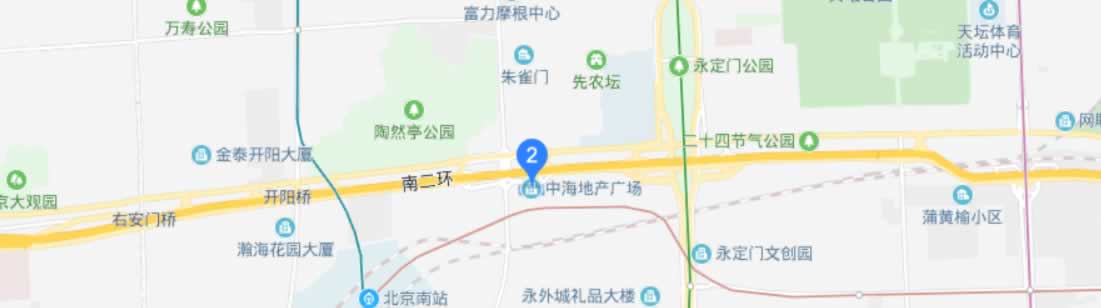 富力摩根中心
万寿公园
天坛体育
活动中心
朱雀门
先农坛
永定门公园
陶然亭公园
网
二十四节气公园
金泰开阳大厦
2
南二环
中海地产广场
开阳桥
京大观园
右安门桥
蒲黄榆小区
瀚海花园大厦
永定门文创园
北京南站
永外城礼品大楼